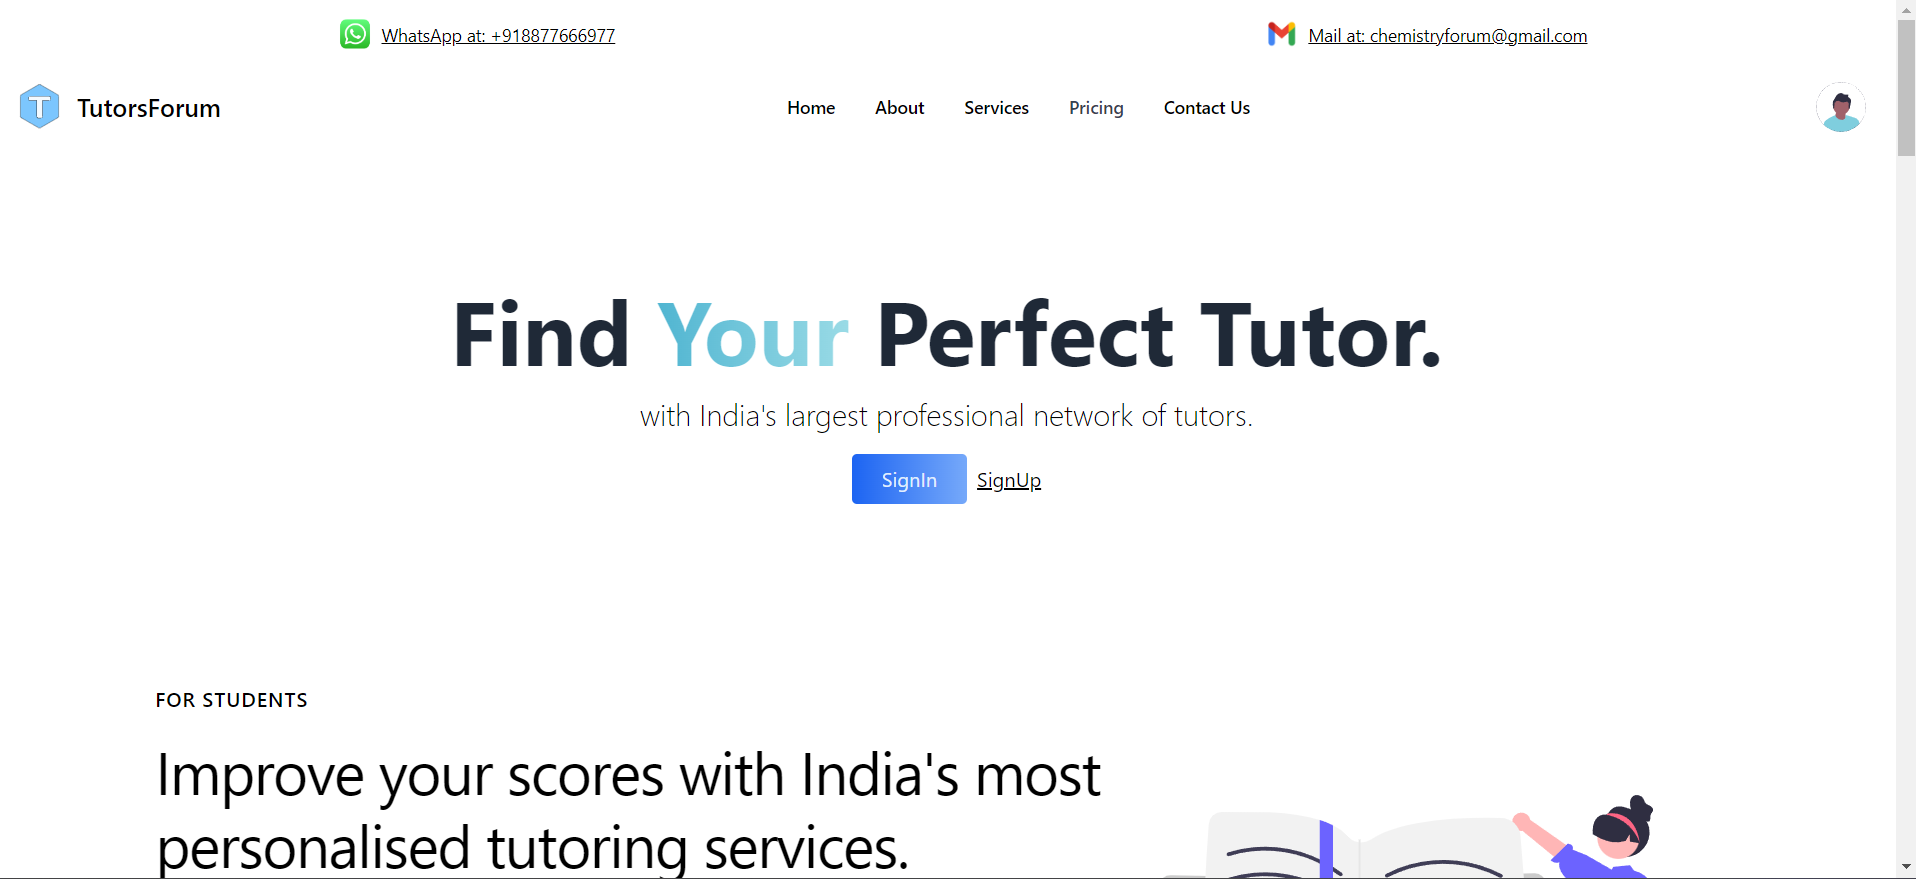 WhatsApp at: +918877666977
Mail at: chemistryforum@gmail.com
T
TutorsForum
Home
About
Services
Pricing
Contact Us
Find Your Perfect Tutor.
with India's largest professional network of tutors.
SignIn
SignUp
FOR STUDENTS
Improve your scores with India's most
personalised tutoring services.